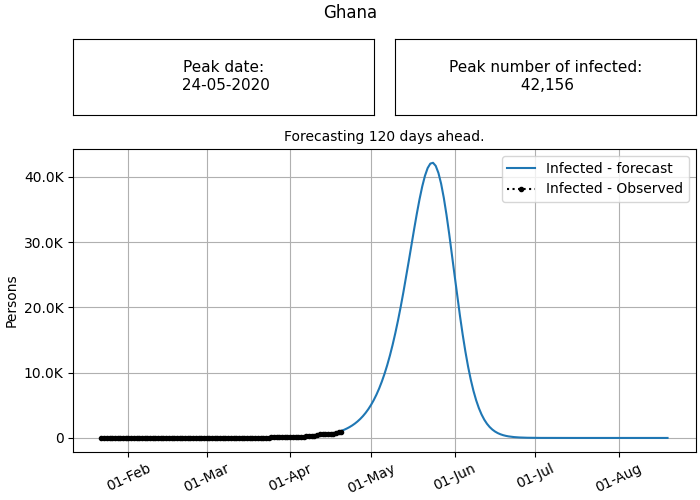 Ghana
Peak date:
24-05-2020
Peak number of infected:
42,156
Forecasting 120 days ahead.
Infected - forecast
Infected - Observed
40.0K
30.0K
20.0K
10.0K
0
Persons
01-Feb
01-Mar
01-Apr
01-May
01-Jun
01-Jul
01-Aug